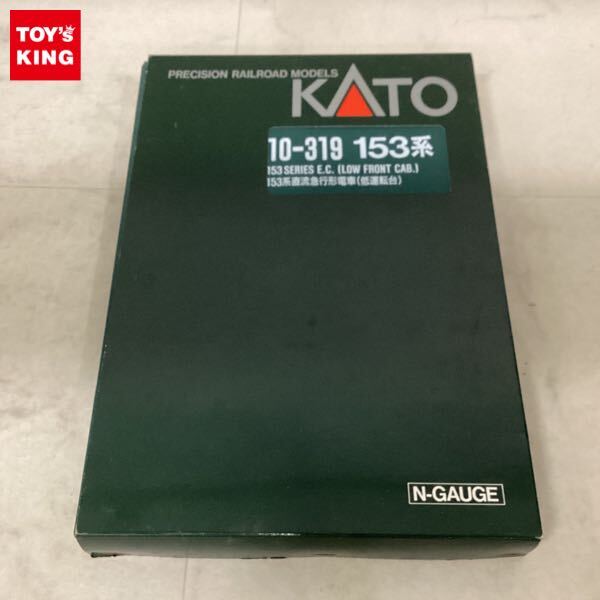 TOY'S
KING
PRECISION RAILROAD MODELS
KATO
10-319 153系
153 SERIES E.C. (LOW FRONT CAB.)
153系直流急行形電車(低運転台)
N-GAUGE